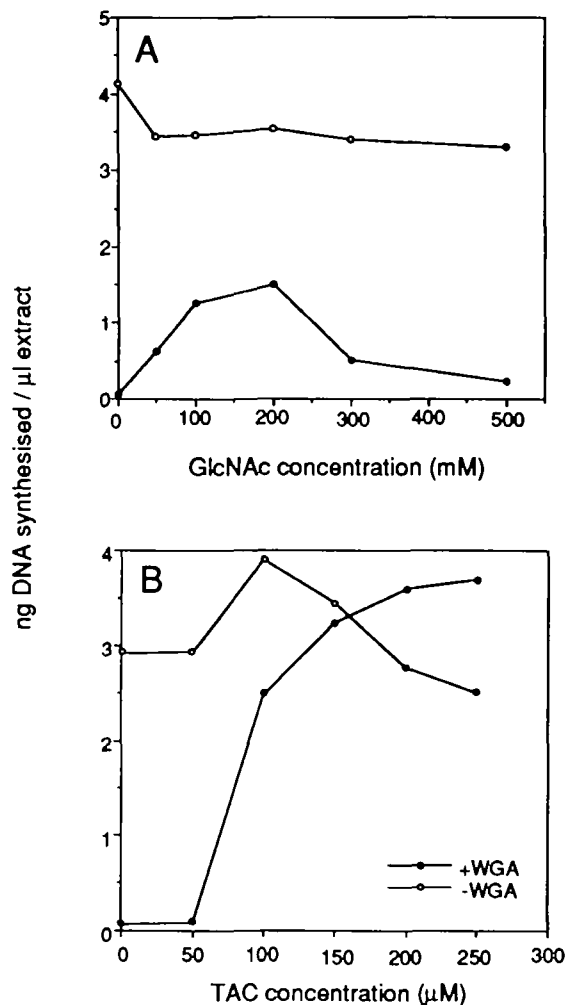 A
5
4
3
2
1
0
0 100 200 300 400 500
GlcNAc concentration (mM)
ng DNA synthesised / µl extract
B
4
3
2
1
0
+WGA
-WGA
0 50 100 150 200 250 300
TAC concentration (µM)